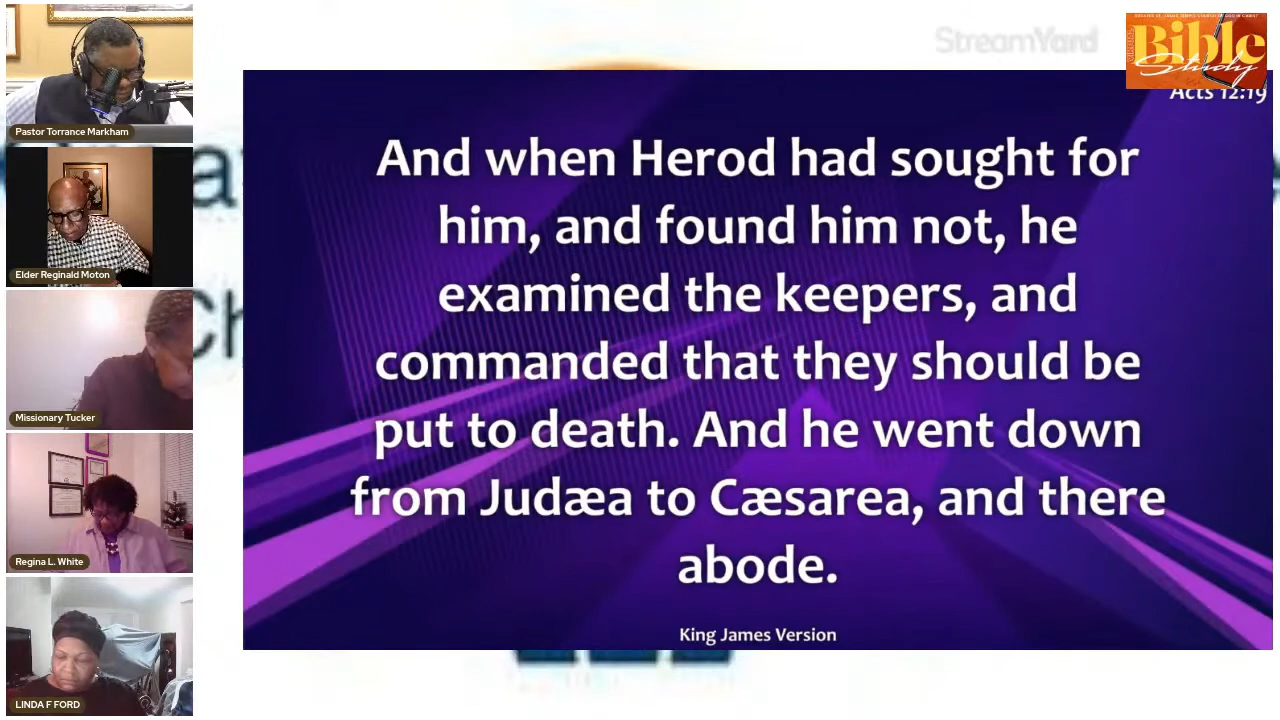 StreamYard
Bible
Study
Acts 12:19
And when Herod had sought for
him, and found him not, he
examined the keepers, and
commanded that they should be
put to death. And he went down
from Judæa to Cæsarea, and there
abode.
King James Version
Pastor Torrance Markham
Elder Reginald Moton
Missionary Tucker
Regina L. White
LINDA F FORD